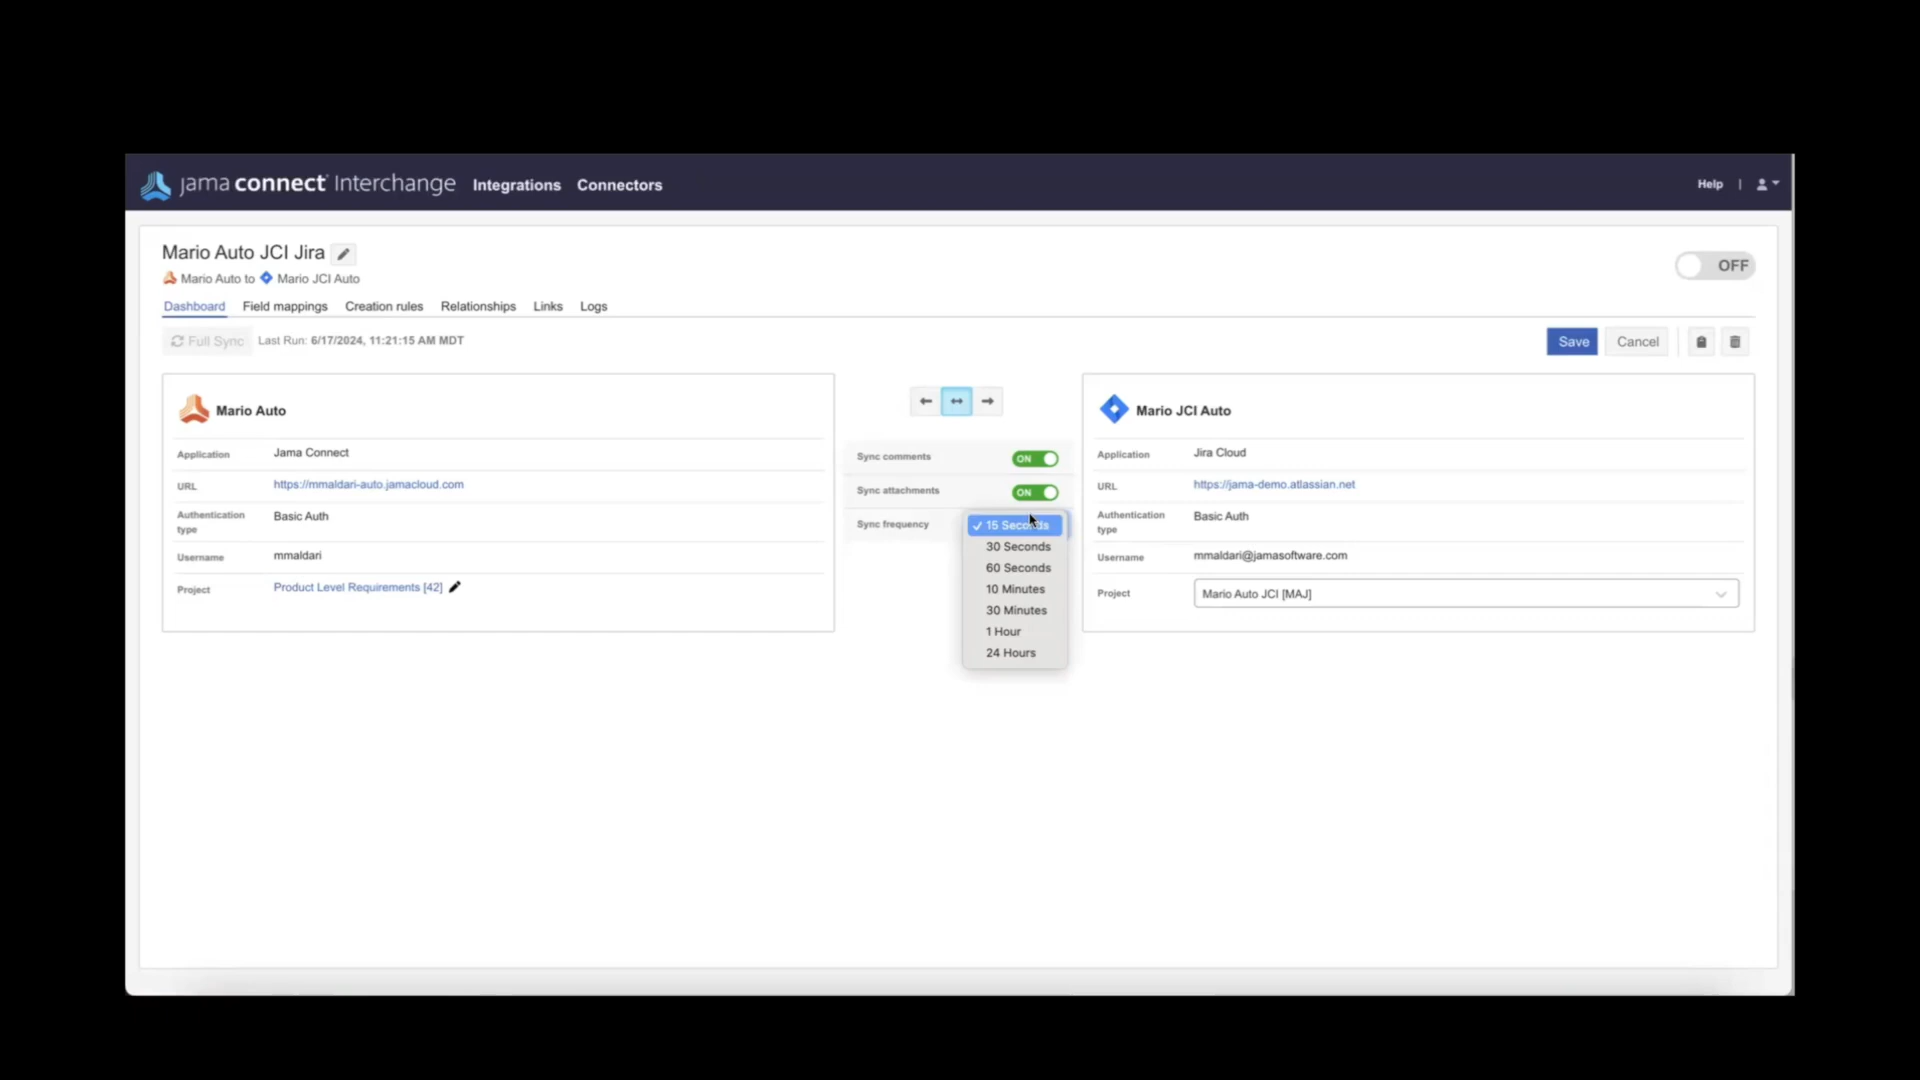 jama connect Interchange Integrations Connectors Help |
Mario Auto JCI Jira
OFF
Mario Auto to Mario JCI Auto
Dashboard Field mappings Creation rules Relationships Links Logs
Full Sync Last Run: 6/17/2024, 11:21:15 AM MDT Save Cancel
Mario Auto
Application Jama Connect
URL https://mmaldari-auto.jamacloud.com
Authentication type Basic Auth
Username mmaldari
Project Product Level Requirements [42]
Sync comments ON
Sync attachments ON
Sync frequency
✓ 15 Seconds
30 Seconds
60 Seconds
10 Minutes
30 Minutes
1 Hour
24 Hours
Mario JCI Auto
Application Jira Cloud
URL https://jama-demo.atlassian.net
Authentication type Basic Auth
Username mmaldari@jamasoftware.com
Project Mario Auto JCI [MAJ]